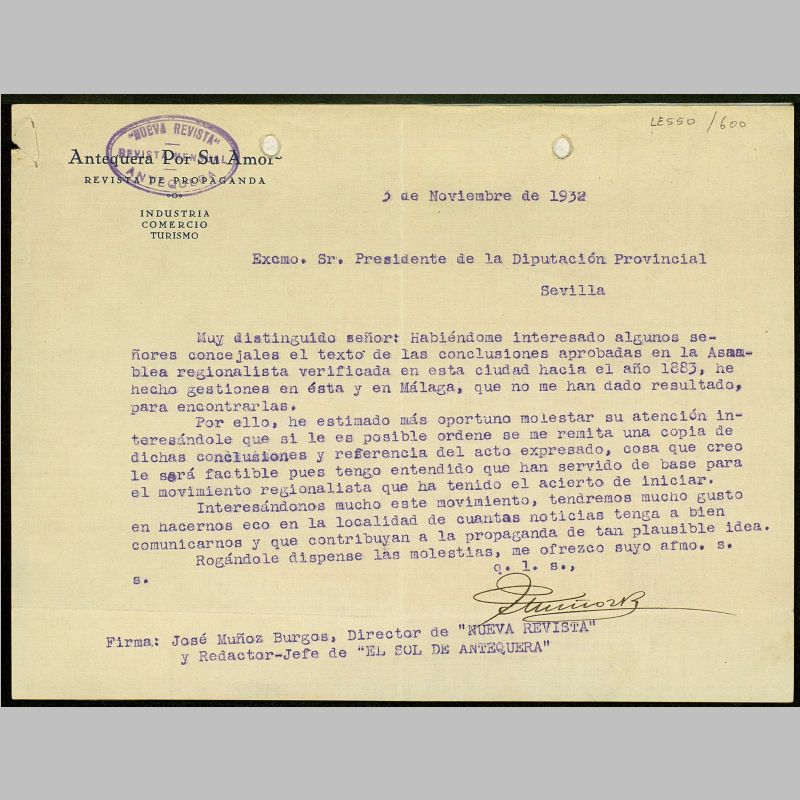 LE550 / 600
"NUEVA REVISTA"
REVISTA MENSUAL
ANTEQUERA
Antequera Por Su Amor
REVISTA DE PROPAGANDA
INDUSTRIA
COMERCIO
TURISMO
3 de Noviembre de 1932
Excmo. Sr. Presidente de la Diputación Provincial
Sevilla
Muy distinguido señor: Habiéndome interesado algunos se-
ñores concejales el texto de las conclusiones aprobadas en la Asam-
blea regionalista verificada en esta ciudad hacia el año 1883, he
hecho gestiones en ésta y en Málaga, que no me han dado resultado,
para encontrarlas.
Por ello, he estimado más oportuno molestar su atención in-
teresándole que si le es posible ordene se me remita una copia de
dichas conclusiones y referencia del acto expresado, cosa que creo
le será factible pues tengo entendido que han servido de base para
el movimiento regionalista que ha tenido el acierto de iniciar.
Interesándonos mucho este movimiento, tendremos mucho gusto
en hacernos eco en la localidad de cuantas noticias tenga a bien
comunicarnos y que contribuyan a la propaganda de tan plausible idea.
Rogándole dispense las molestias, me ofrezco suyo afmo. s.
s. q. l. s.,
Firma: José Muñoz Burgos, Director de "NUEVA REVISTA"
y Redactor-Jefe de "EL SOL DE ANTEQUERA"